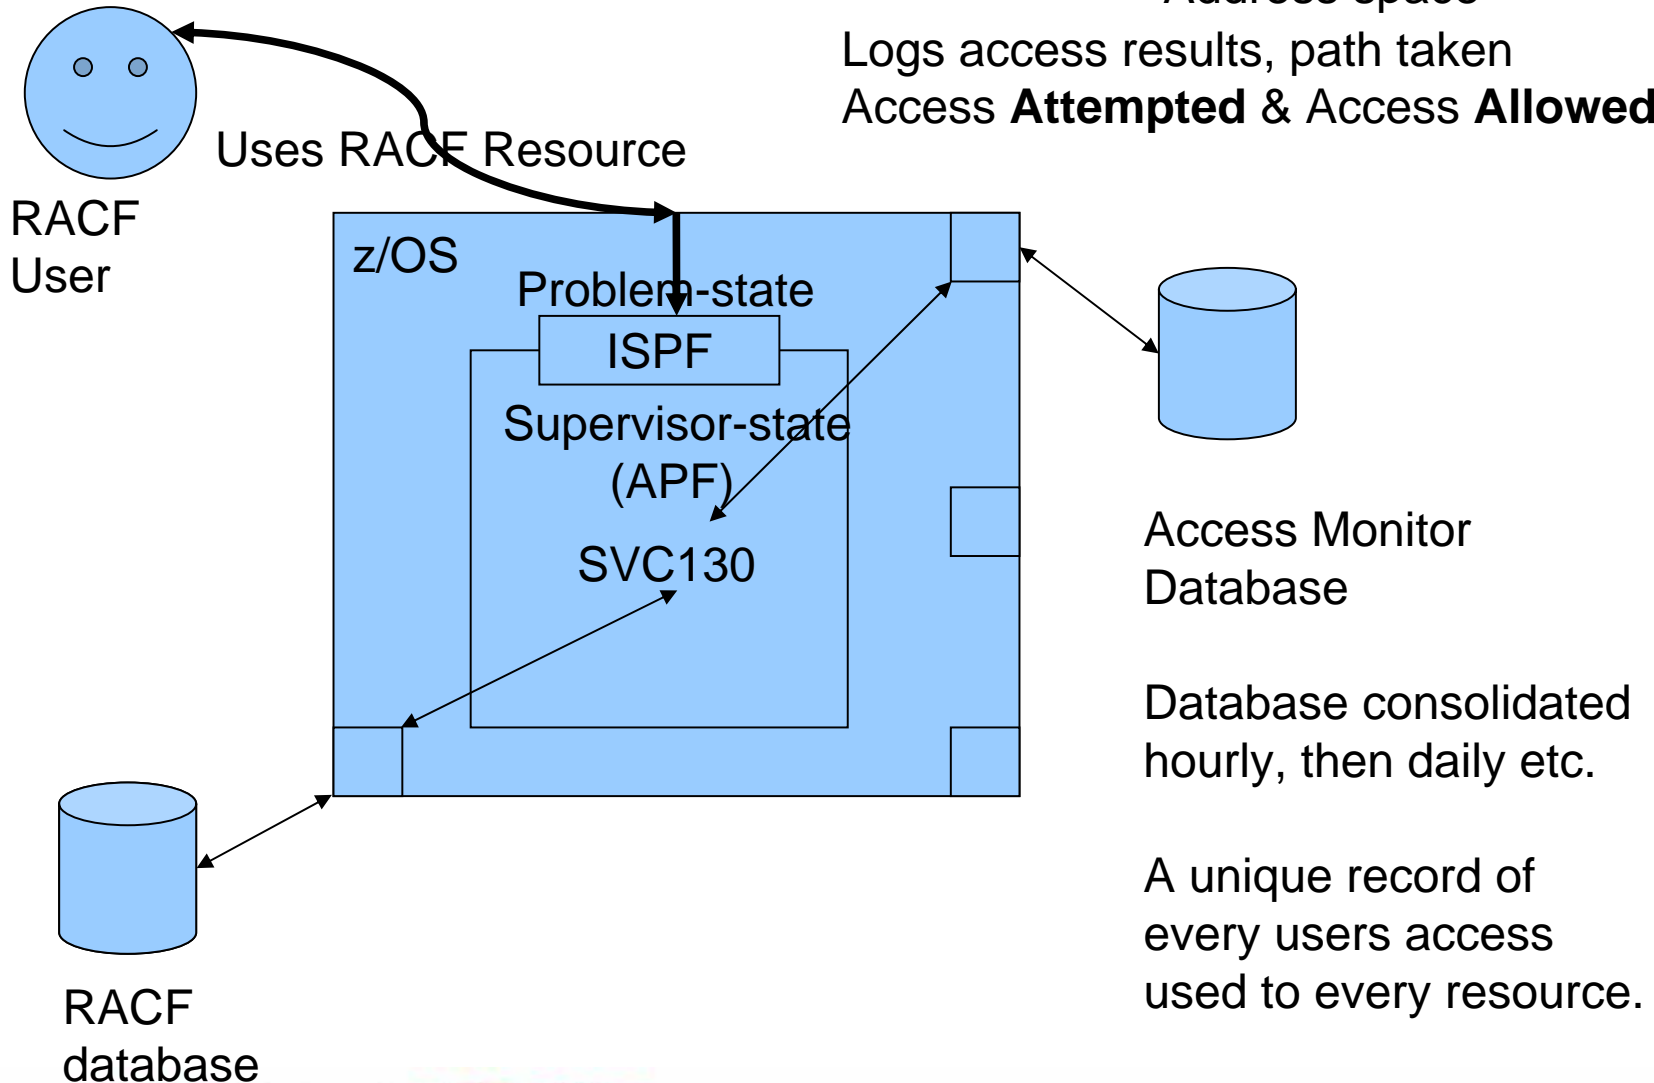 Address space
Logs access results, path taken
Access Attempted & Access Allowed
Uses RACF Resource
RACF
User
z/OS
Problem-state
ISPF
Supervisor-state
(APF)
SVC130
Access Monitor
Database
Database consolidated
hourly, then daily etc.
A unique record of
every users access
used to every resource.
RACF
database